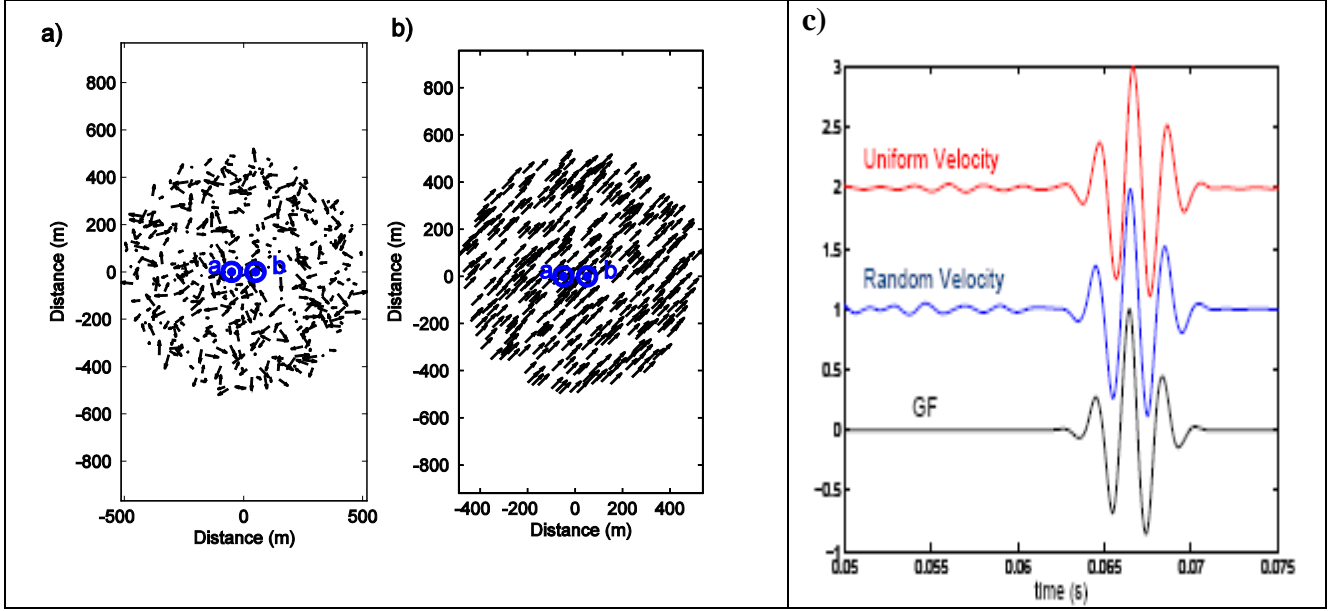 a)
800
600
400
200
0
-200
-400
-600
-800
-500
0
500
Distance (m)
Distance (m)
a
b
b)
800
600
400
200
0
-200
-400
-600
-800
-400
-200
0
200
400
Distance (m)
Distance (m)
a
b
c)
3
2.5
2
1.5
1
0.5
0
-0.5
-1
0.05
0.055
0.06
0.065
0.07
0.075
time (s)
Uniform Velocity
Random Velocity
GF